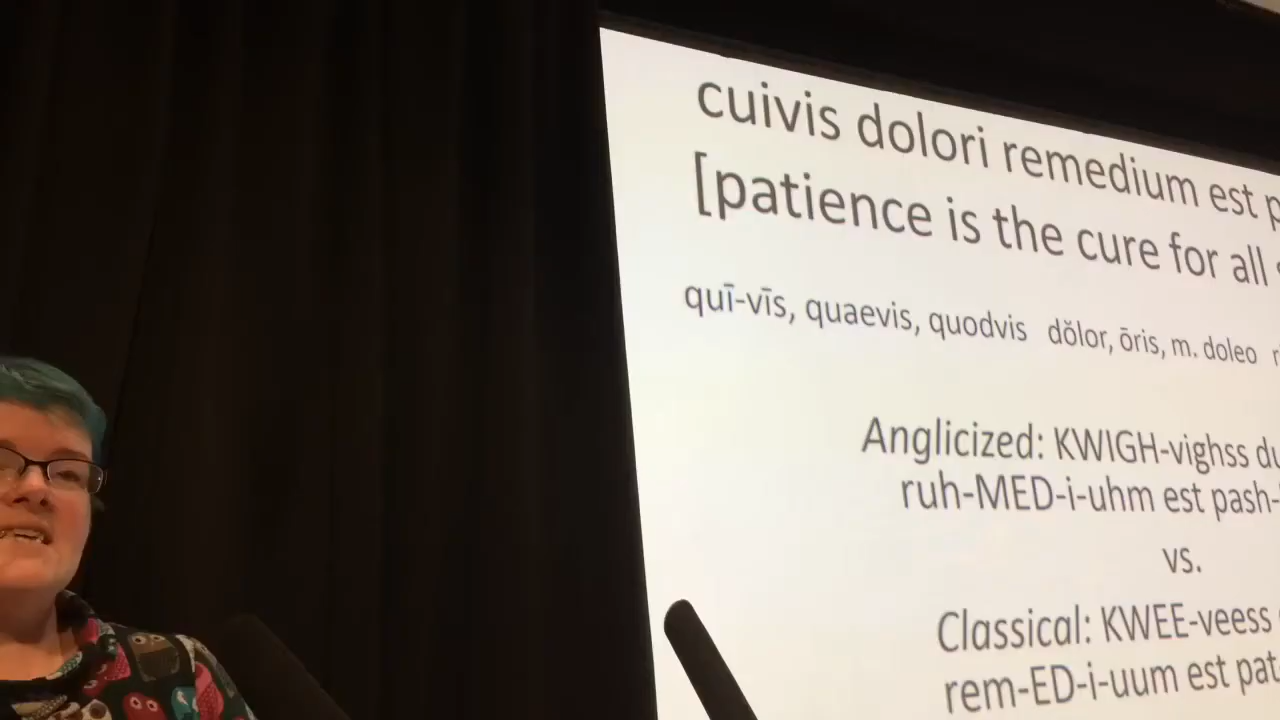 cuivis dolori remedium est
[patience is the cure for all
quī-vīs, quaevis, quodvis dŏlor, ōris, m. doleo
Anglicized: KWIGH-vighss
ruh-MED-i-uhm est pash-
vs.
Classical: KWEE-veess
rem-ED-i-uum est pat-